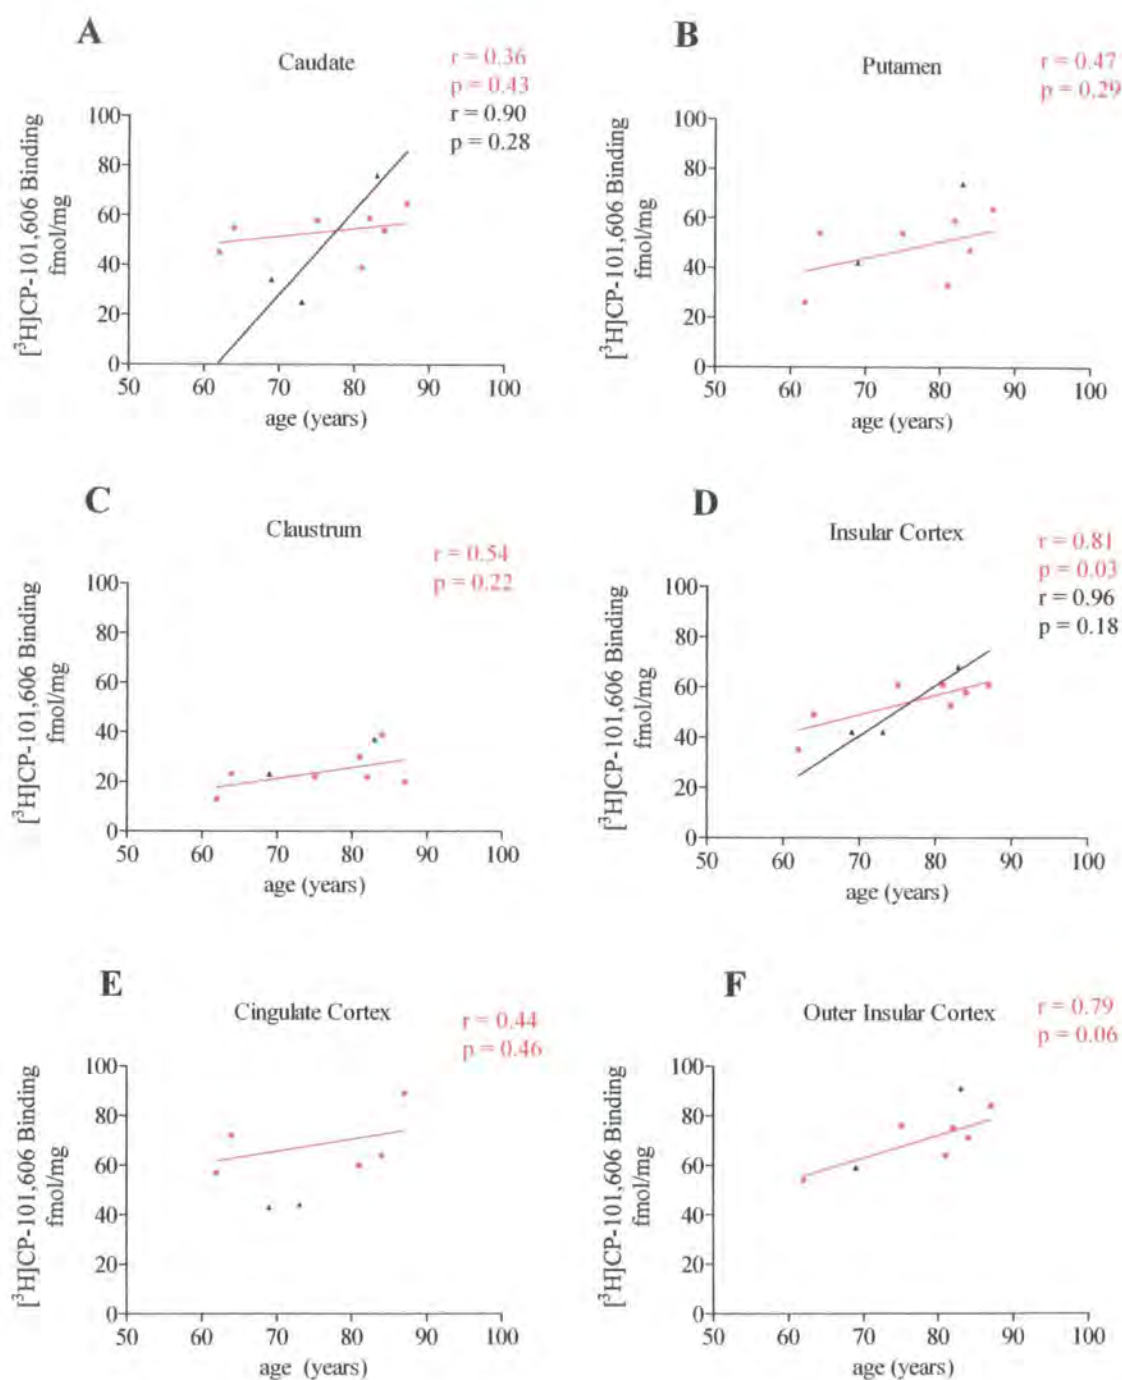 A
Caudate
r = 0.36
p = 0.43
r = 0.90
p = 0.28
[³H]CP-101,606 Binding
fmol/mg
100
80
60
40
20
0
50 60 70 80 90 100
age (years)
B
Putamen
r = 0.47
p = 0.29
[³H]CP-101,606 Binding
fmol/mg
100
80
60
40
20
0
50 60 70 80 90 100
age (years)
C
Claustrum
r = 0.54
p = 0.22
[³H]CP-101,606 Binding
fmol/mg
100
80
60
40
20
0
50 60 70 80 90 100
age (years)
D
Insular Cortex
r = 0.81
p = 0.03
r = 0.96
p = 0.18
[³H]CP-101,606 Binding
fmol/mg
100
80
60
40
20
0
50 60 70 80 90 100
age (years)
E
Cingulate Cortex
r = 0.44
p = 0.46
[³H]CP-101,606 Binding
fmol/mg
100
80
60
40
20
0
50 60 70 80 90 100
age (years)
F
Outer Insular Cortex
r = 0.79
p = 0.06
[³H]CP-101,606 Binding
fmol/mg
100
80
60
40
20
0
50 60 70 80 90 100
age (years)